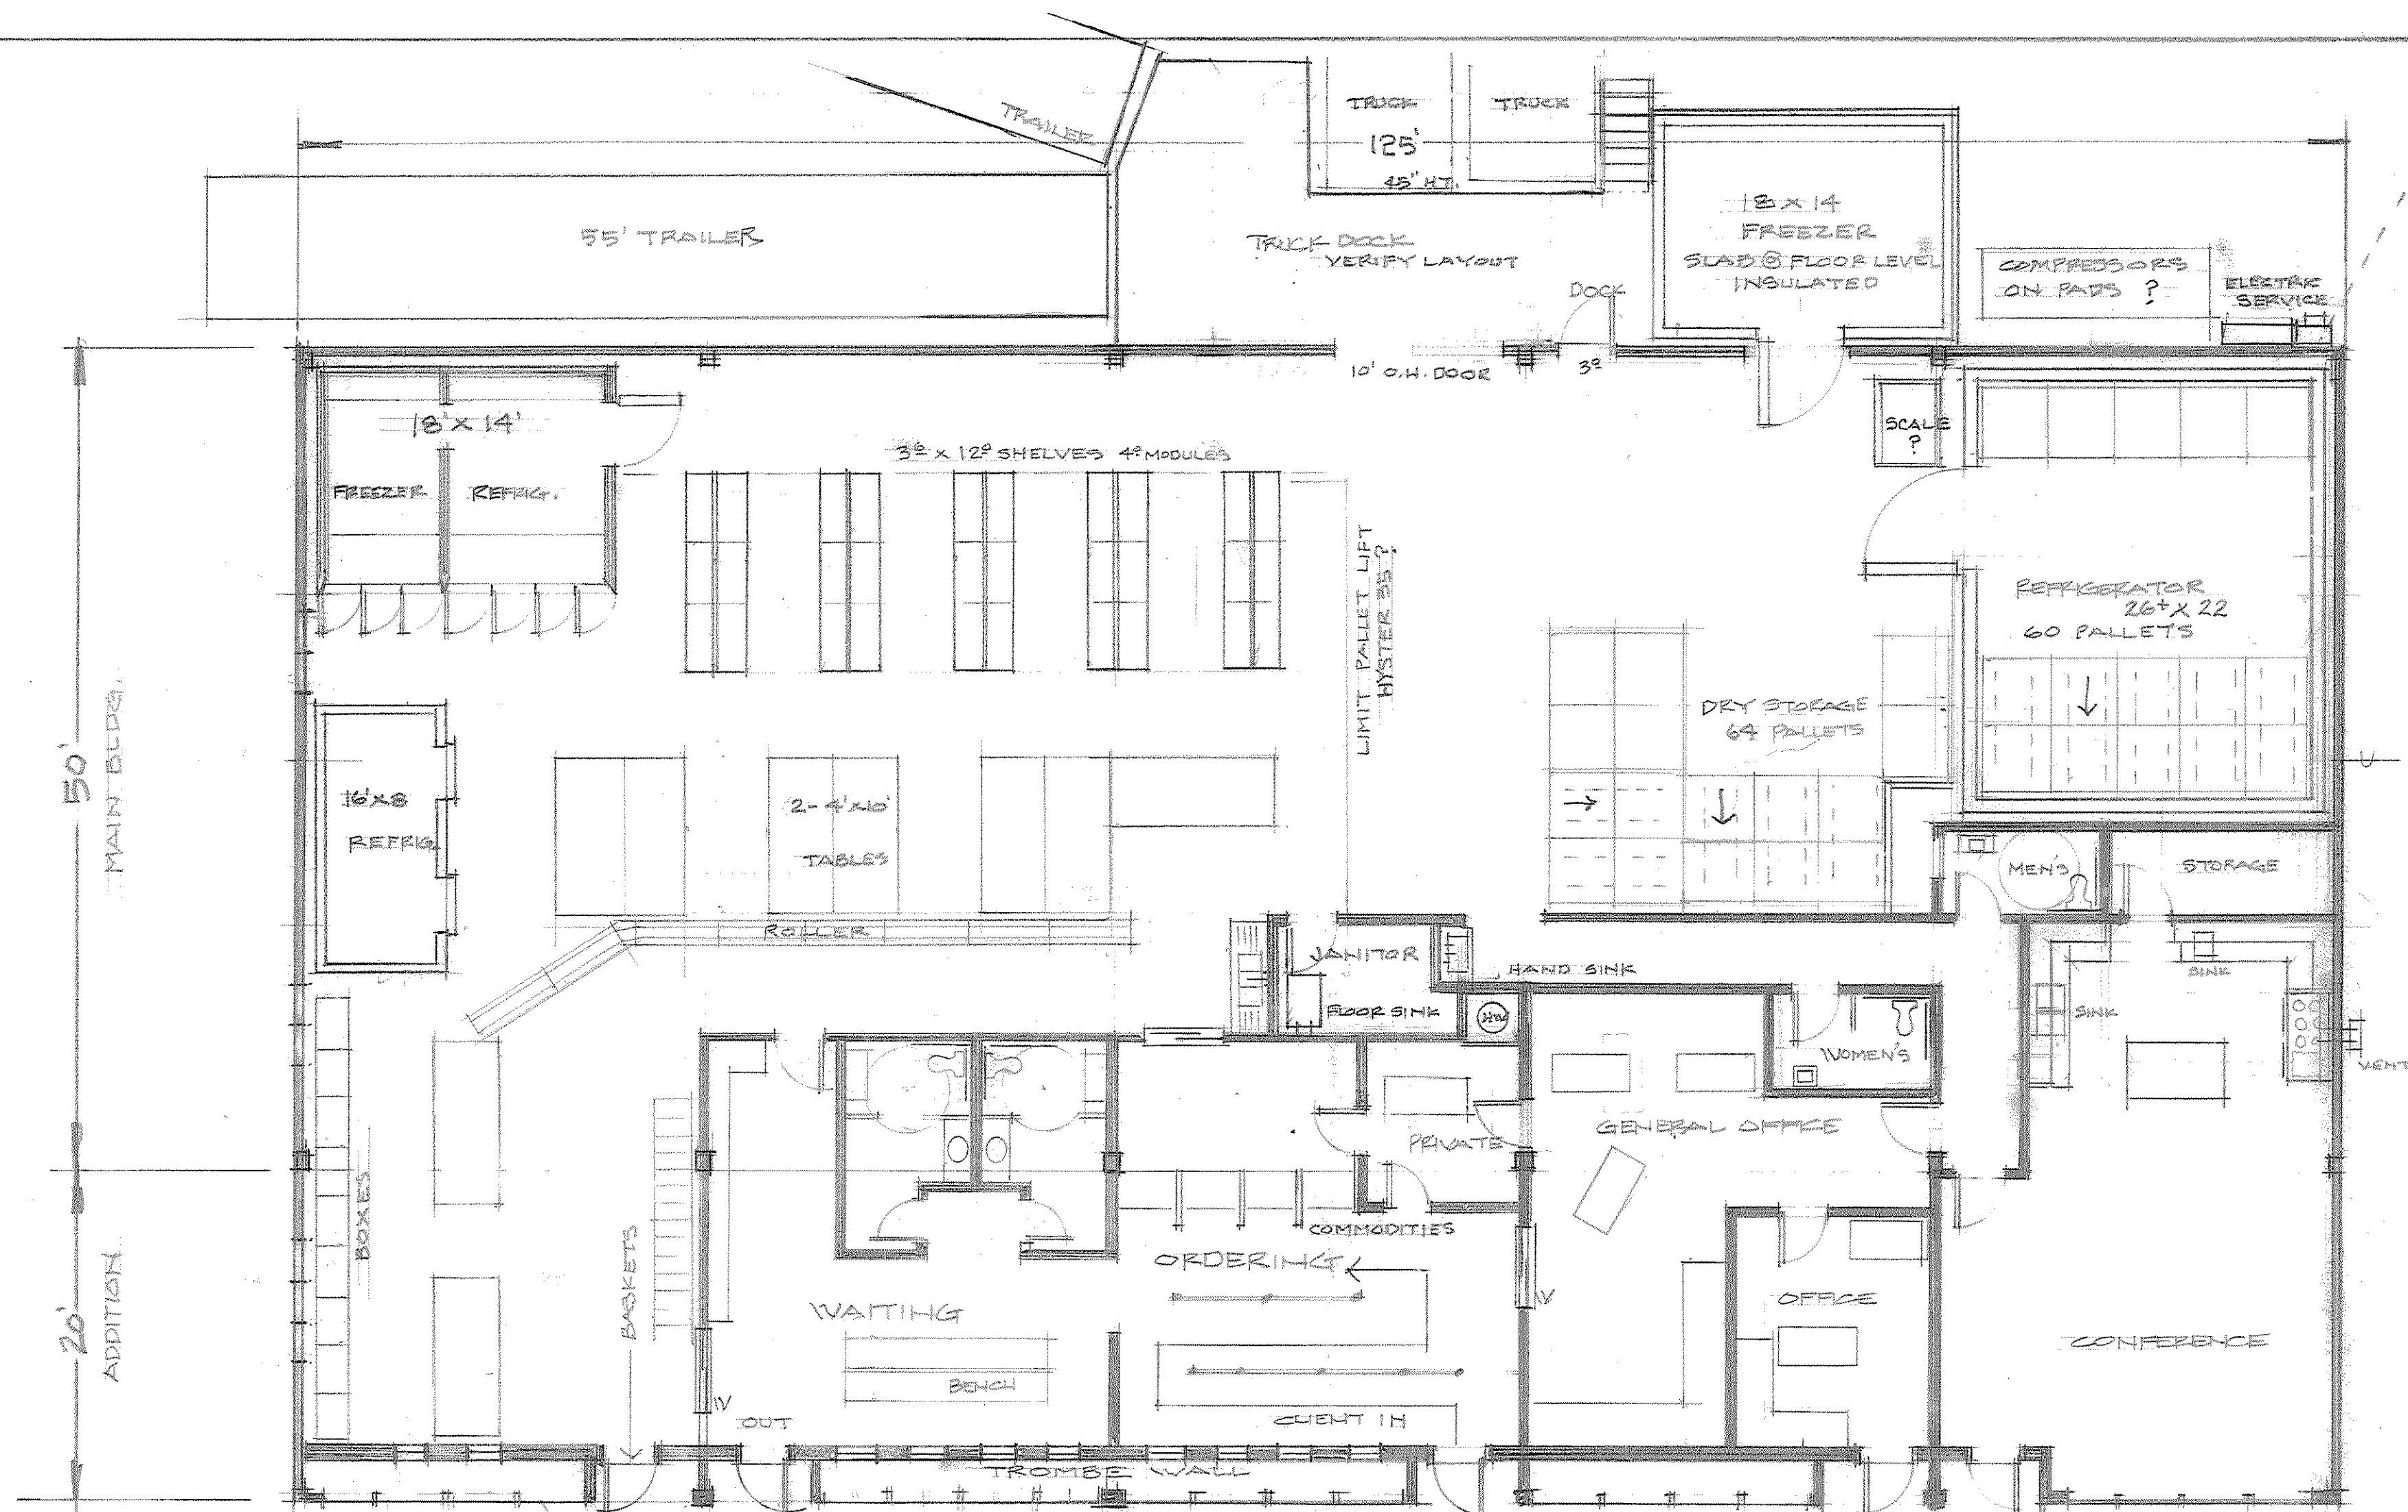 TRAILER
TRUCK
TRUCK
125'
45" HT.
55' TRAILER
TRUCK DOCK
VERIFY LAYOUT
18 X 14
FREEZER
SLAB @ FLOOR LEVEL
INSULATED
COMPRESSORS
ON PADS ?
ELECTRIC
SERVICE
DOCK
10' O.H. DOOR
3º
18' X 14'
FREEZER
REFRIG.
3º X 12º SHELVES 4º MODULES
SCALE
?
LIMIT PALLET LIFT
HYSTER 35 ?
REFRIGERATOR
26+ X 22
60 PALLETS
DRY STORAGE
64 PALLETS
50'
MAIN BLDG.
16' X 8
REFRIG.
2- 4' X 10'
TABLES
ROLLER
MEN'S
STORAGE
JANITOR
FLOOR SINK
HAND SINK
HW
SINK
SINK
VENT
WOMEN'S
GENERAL OFFICE
PRIVATE
COMMODITIES
ORDERING
WAITING
BENCH
CLIENT IN
W
W
OFFICE
CONFERENCE
BOXES
BASKETS
20'
ADDITION
OUT
TROMBE WALL